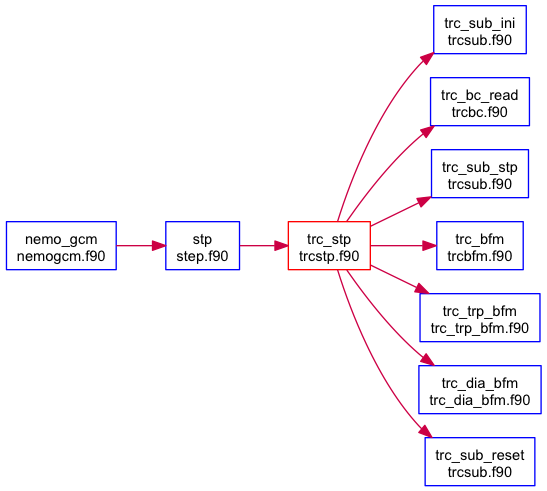 nemo_gcm
nemogcm.f90
stp
step.f90
trc_stp
trcstp.f90
trc_sub_ini
trcsub.f90
trc_bc_read
trcbc.f90
trc_sub_stp
trcsub.f90
trc_bfm
trcbfm.f90
trc_trp_bfm
trc_trp_bfm.f90
trc_dia_bfm
trc_dia_bfm.f90
trc_sub_reset
trcsub.f90